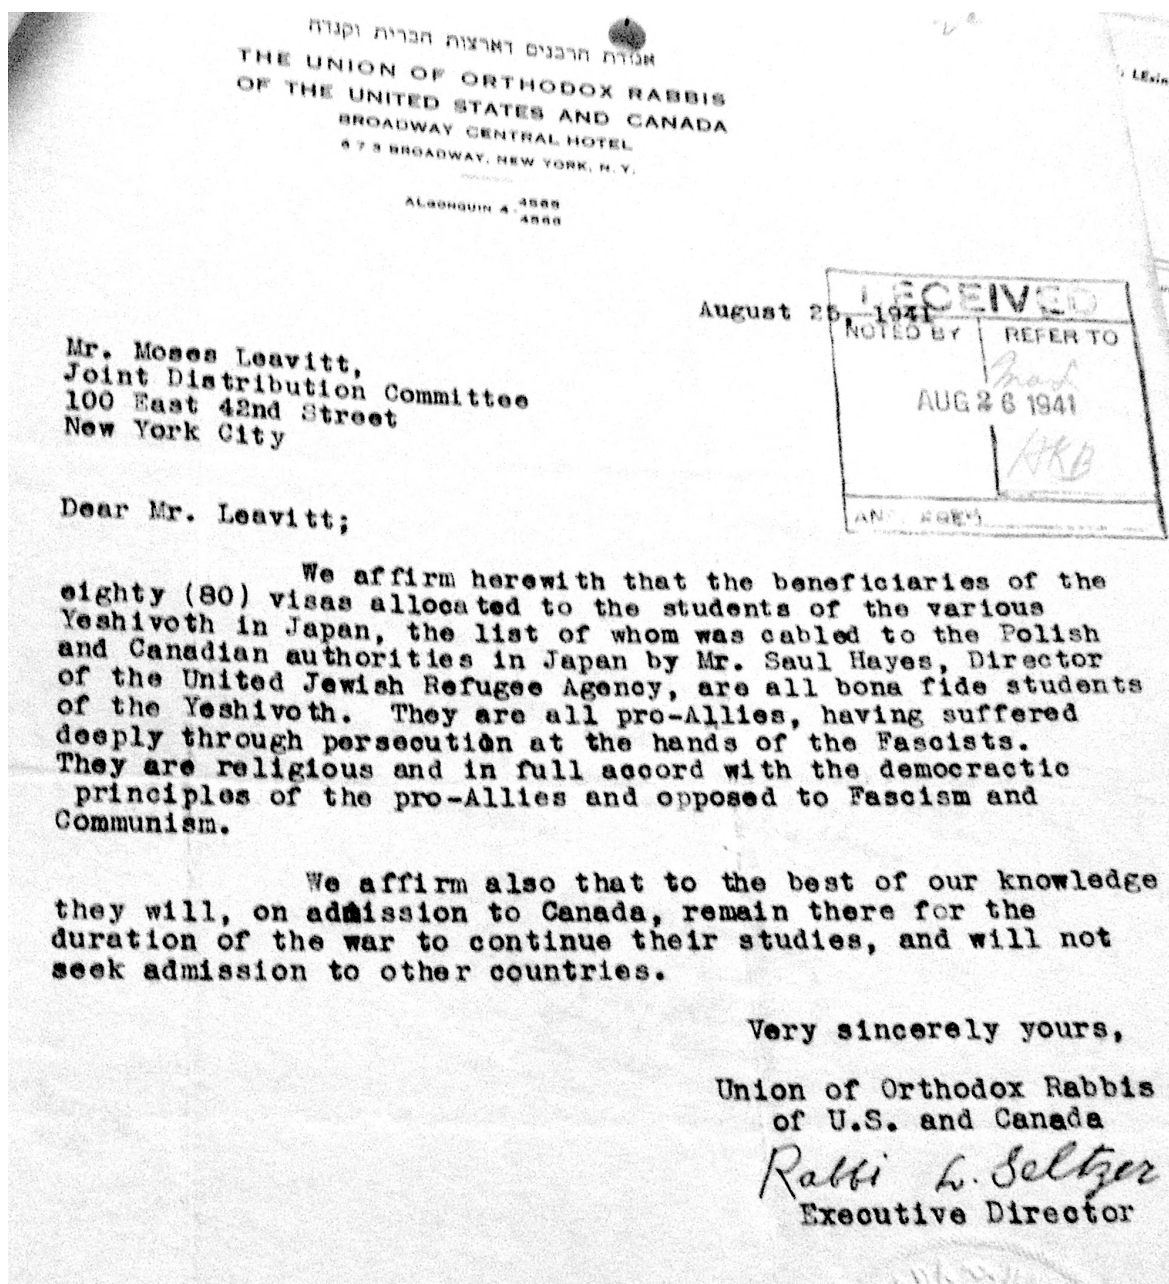 אגודת הרבנים דארצות הברית וקנדה
THE UNION OF ORTHODOX RABBIS
OF THE UNITED STATES AND CANADA
BROADWAY CENTRAL HOTEL
673 BROADWAY, NEW YORK, N. Y.
ALGONQUIN 4
LExin
August 25, 1941
RECEIVED
NOTED BY REFER TO
AUG 26 1941
HKB
Mr. Moses Leavitt,
Joint Distribution Committee
100 East 42nd Street
New York City
Dear Mr. Leavitt;
We affirm herewith that the beneficiaries of the
eighty (80) visas allocated to the students of the various
Yeshivoth in Japan, the list of whom was cabled to the Polish
and Canadian authorities in Japan by Mr. Saul Hayes, Director
of the United Jewish Refugee Agency, are all bona fide students
of the Yeshivoth. They are all pro-Allies, having suffered
deeply through persecution at the hands of the Fascists.
They are religious and in full accord with the democractic
principles of the pro-Allies and opposed to Fascism and
Communism.
We affirm also that to the best of our knowledge
they will, on admission to Canada, remain there for the
duration of the war to continue their studies, and will not
seek admission to other countries.
Very sincerely yours,
Union of Orthodox Rabbis
of U.S. and Canada
Rabbi L. Seltzer
Executive Director